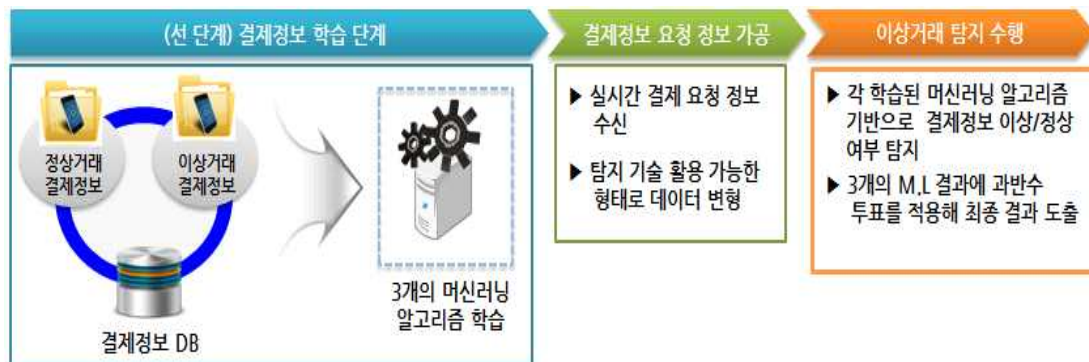 (선 단계) 결제정보 학습 단계
정상거래
결제정보
이상거래
결제정보
결제정보 DB
3개의 머신러닝
알고리즘 학습
결제정보 요청 정보 가공
▶ 실시간 결제 요청 정보
수신
▶ 탐지 기술 활용 가능한
형태로 데이터 변형
이상거래 탐지 수행
▶ 각 학습된 머신러닝 알고리즘
기반으로 결제정보 이상/정상
여부 탐지
▶ 3개의 M.L 결과에 과반수
투표를 적용해 최종 결과 도출